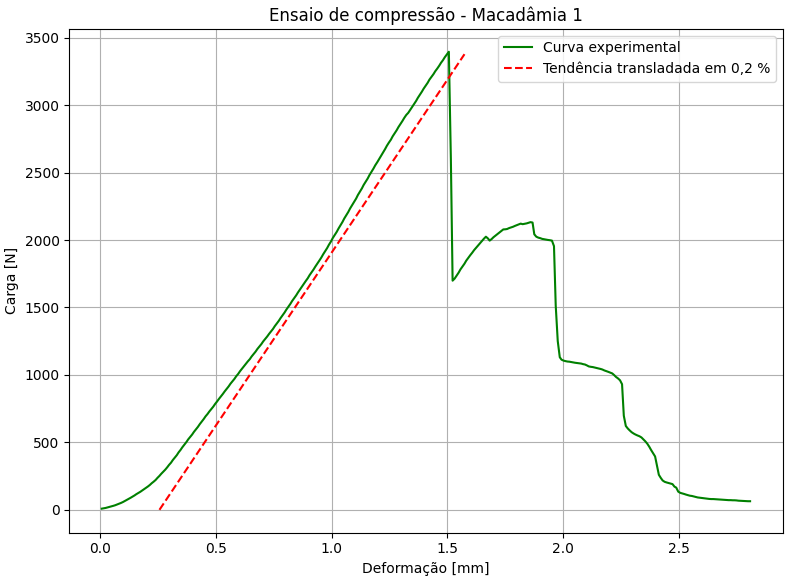 Ensaio de compressão - Macadâmia 1
Curva experimental
Tendência transladada em 0,2 %
Carga [N]
3500
3000
2500
2000
1500
1000
500
0
0.0
0.5
1.0
1.5
2.0
2.5
Deformação [mm]